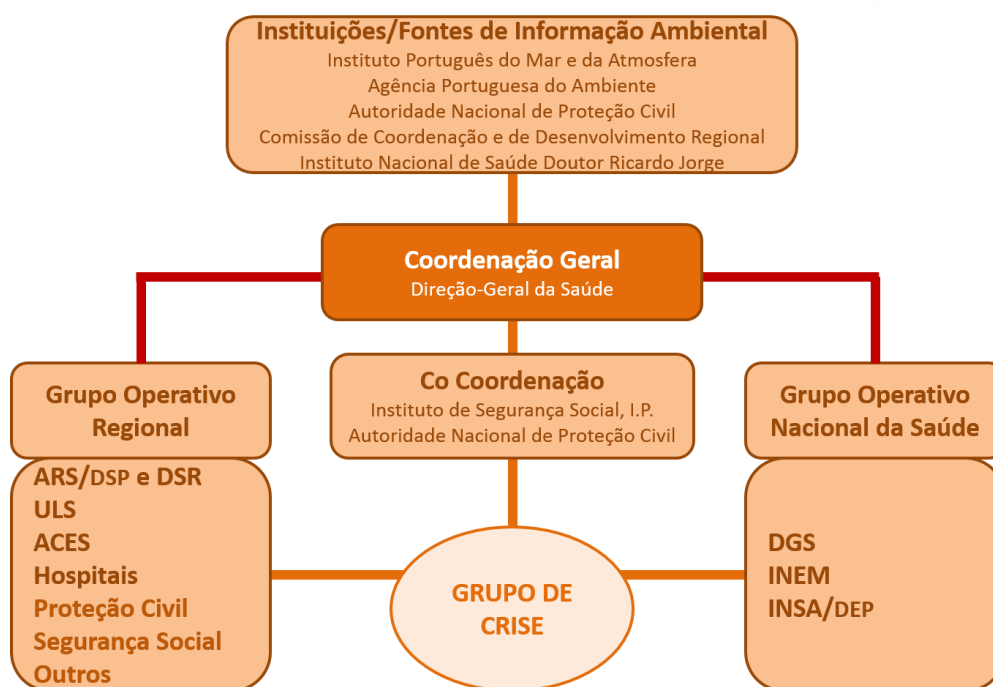 Instituições/Fontes de Informação Ambiental
Instituto Português do Mar e da Atmosfera
Agência Portuguesa do Ambiente
Autoridade Nacional de Proteção Civil
Comissão de Coordenação e de Desenvolvimento Regional
Instituto Nacional de Saúde Doutor Ricardo Jorge
Coordenação Geral
Direção-Geral da Saúde
Grupo Operativo
Regional
Co Coordenação
Instituto de Segurança Social, I.P.
Autoridade Nacional de Proteção Civil
Grupo Operativo
Nacional da Saúde
ARS/DSP e DSR
ULS
ACES
Hospitais
Proteção Civil
Segurança Social
Outros
GRUPO DE
CRISE
DGS
INEM
INSA/DEP